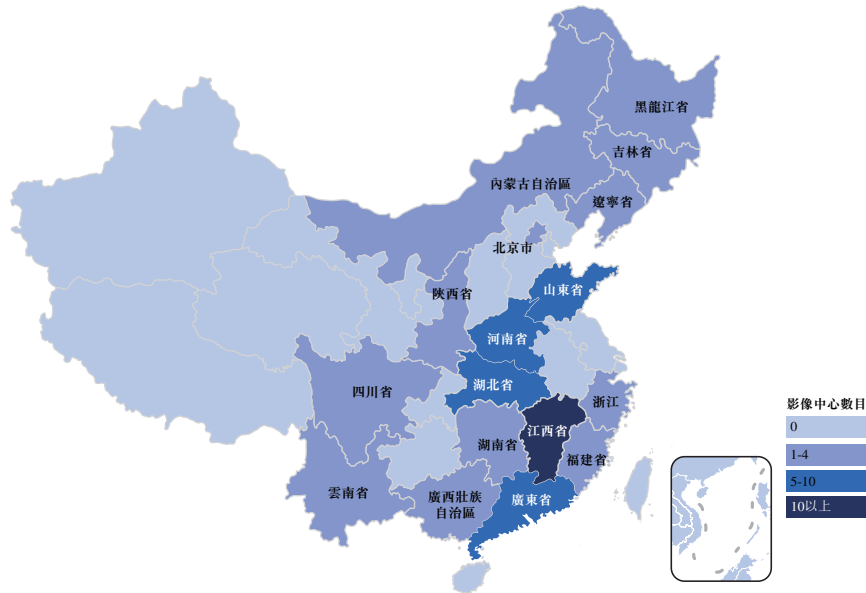 黑龍江省
吉林省
內蒙古自治區
遼寧省
北京市
陝西省
山東省
河南省
湖北省
四川省
浙江
江西省
湖南省
福建省
雲南省
廣西壯族
自治區
廣東省
影像中心數目
0
1-4
5-10
10以上